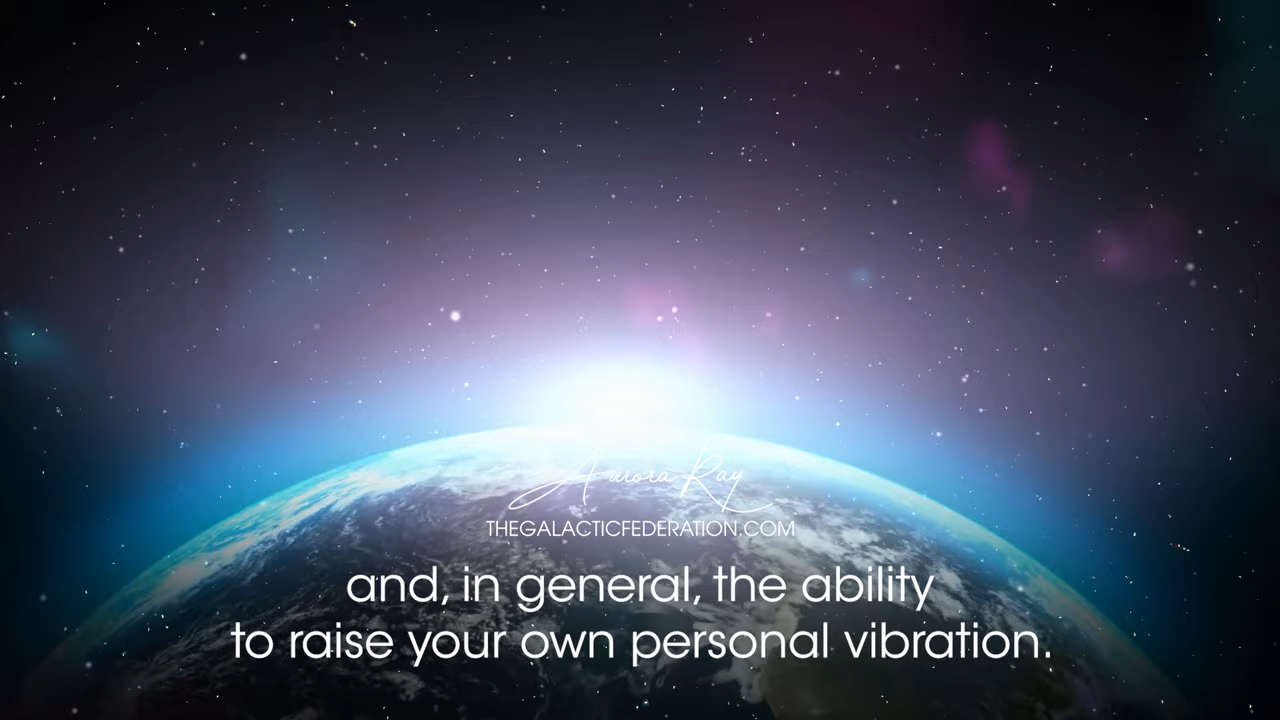 Aurora Ray
THEGALACTICFEDERATION.COM
and, in general, the ability
to raise your own personal vibration.